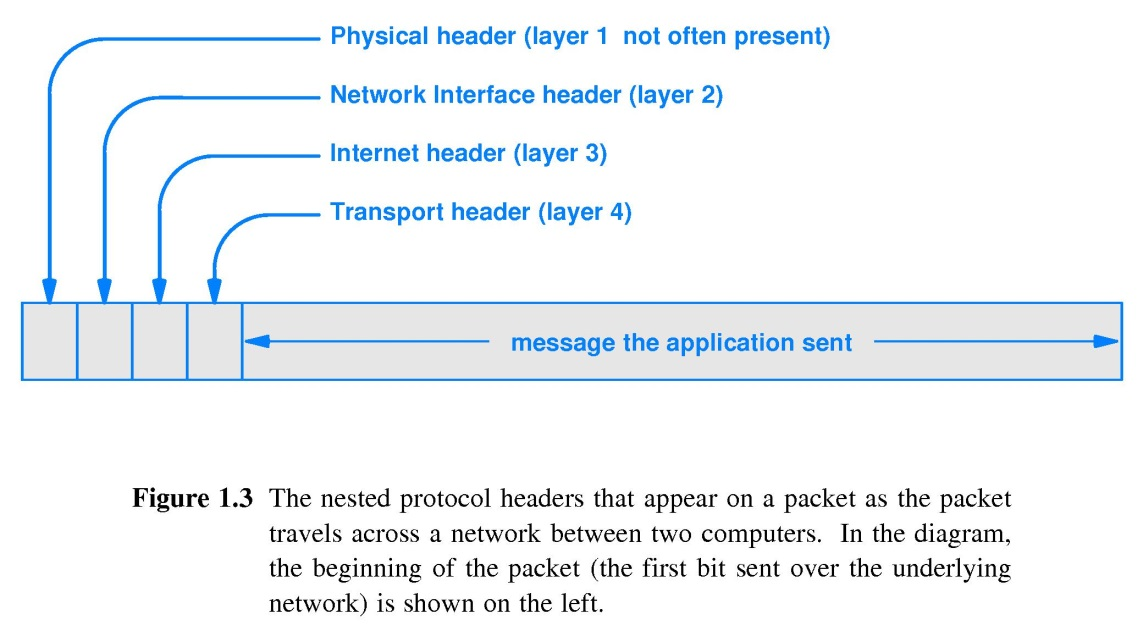 Physical header (layer 1 not often present)
Network Interface header (layer 2)
Internet header (layer 3)
Transport header (layer 4)
message the application sent
Figure 1.3 The nested protocol headers that appear on a packet as the packet
travels across a network between two computers. In the diagram,
the beginning of the packet (the first bit sent over the underlying
network) is shown on the left.